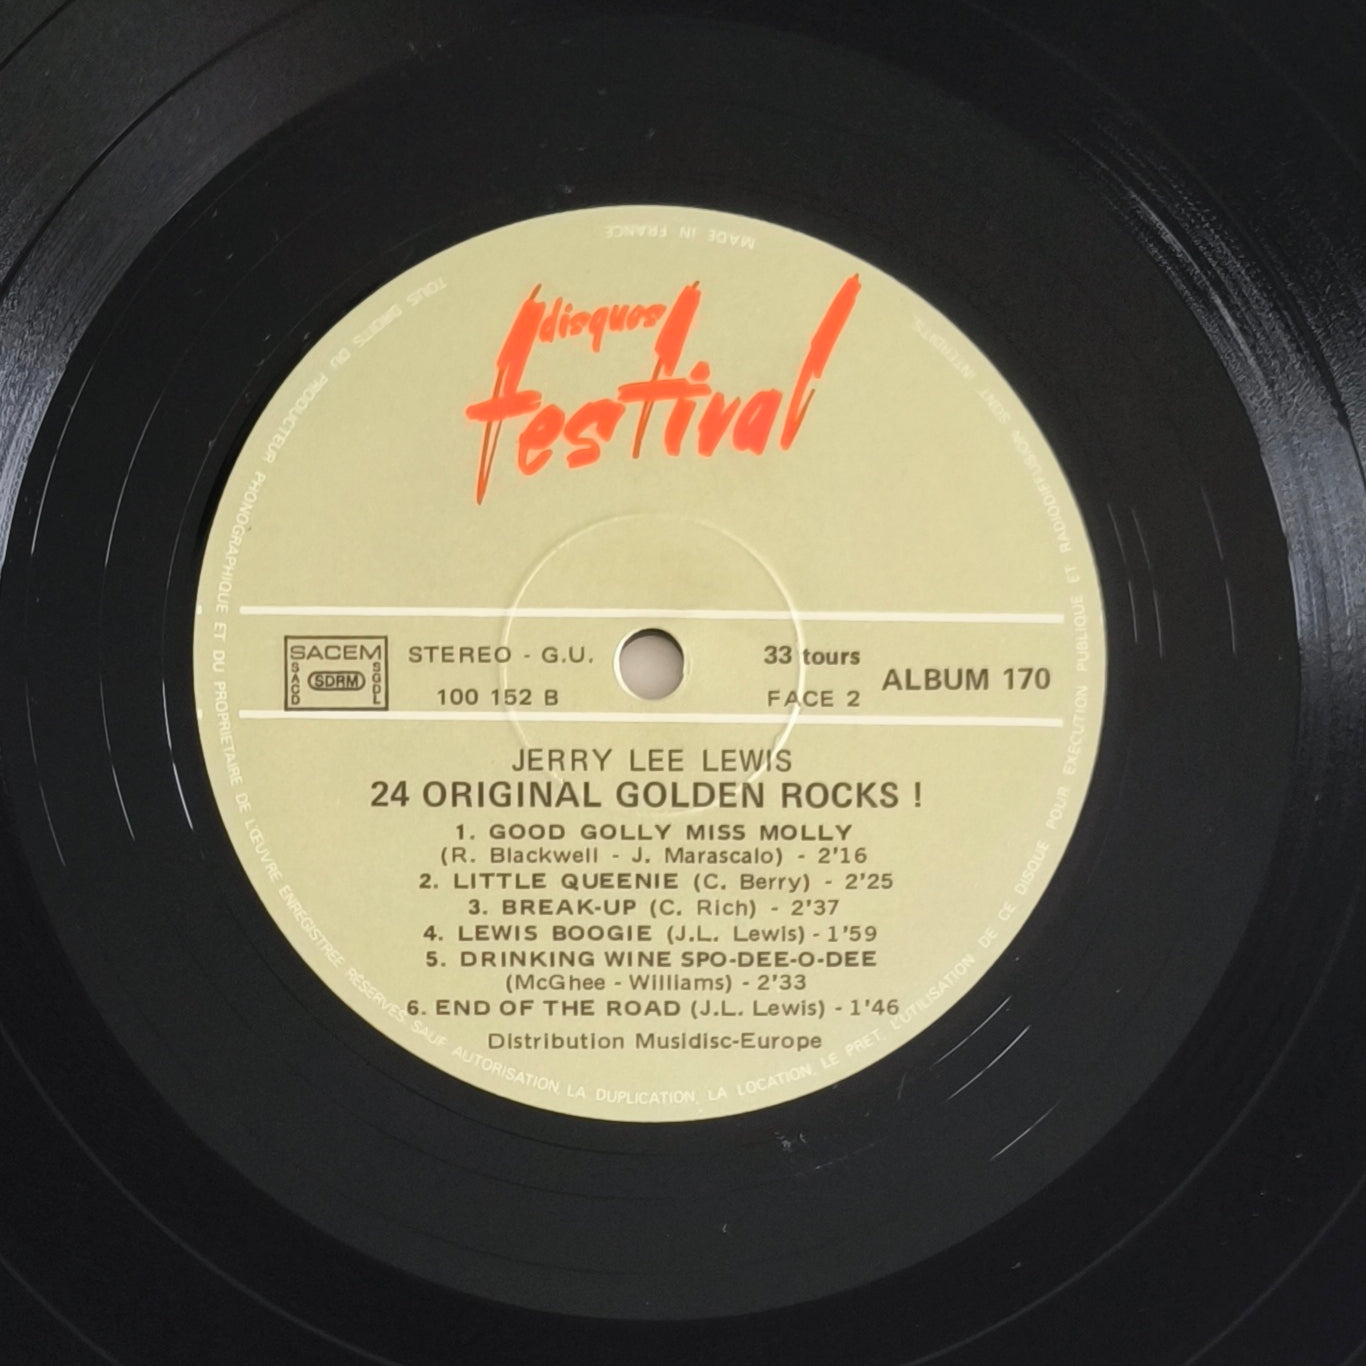 MADE IN FRANCE
disques
festival
SACEM
SACD
SDRM
SGDL
STEREO - G.U.
100 152 B
33 tours
FACE 2
ALBUM 170
JERRY LEE LEWIS
24 ORIGINAL GOLDEN ROCKS !
1. GOOD GOLLY MISS MOLLY
(R. Blackwell - J. Marascalo) - 2'16
2. LITTLE QUEENIE (C. Berry) - 2'25
3. BREAK-UP (C. Rich) - 2'37
4. LEWIS BOOGIE (J.L. Lewis) - 1'59
5. DRINKING WINE SPO-DEE-O-DEE
(McGhee - Williams) - 2'33
6. END OF THE ROAD (J.L. Lewis) - 1'46
Distribution Musidisc-Europe
TOUS DROITS DU PRODUCTEUR PHONOGRAPHIQUE ET DU PROPRIETAIRE DE L'ŒUVRE ENREGISTREE RÉSERVES. SAUF AUTORISATION, LA DUPLICATION, LA LOCATION, LE PRET, L'UTILISATION DE CE DISQUE POUR EXECUTION PUBLIQUE ET RADIODIFFUSION SONT INTERDITS.